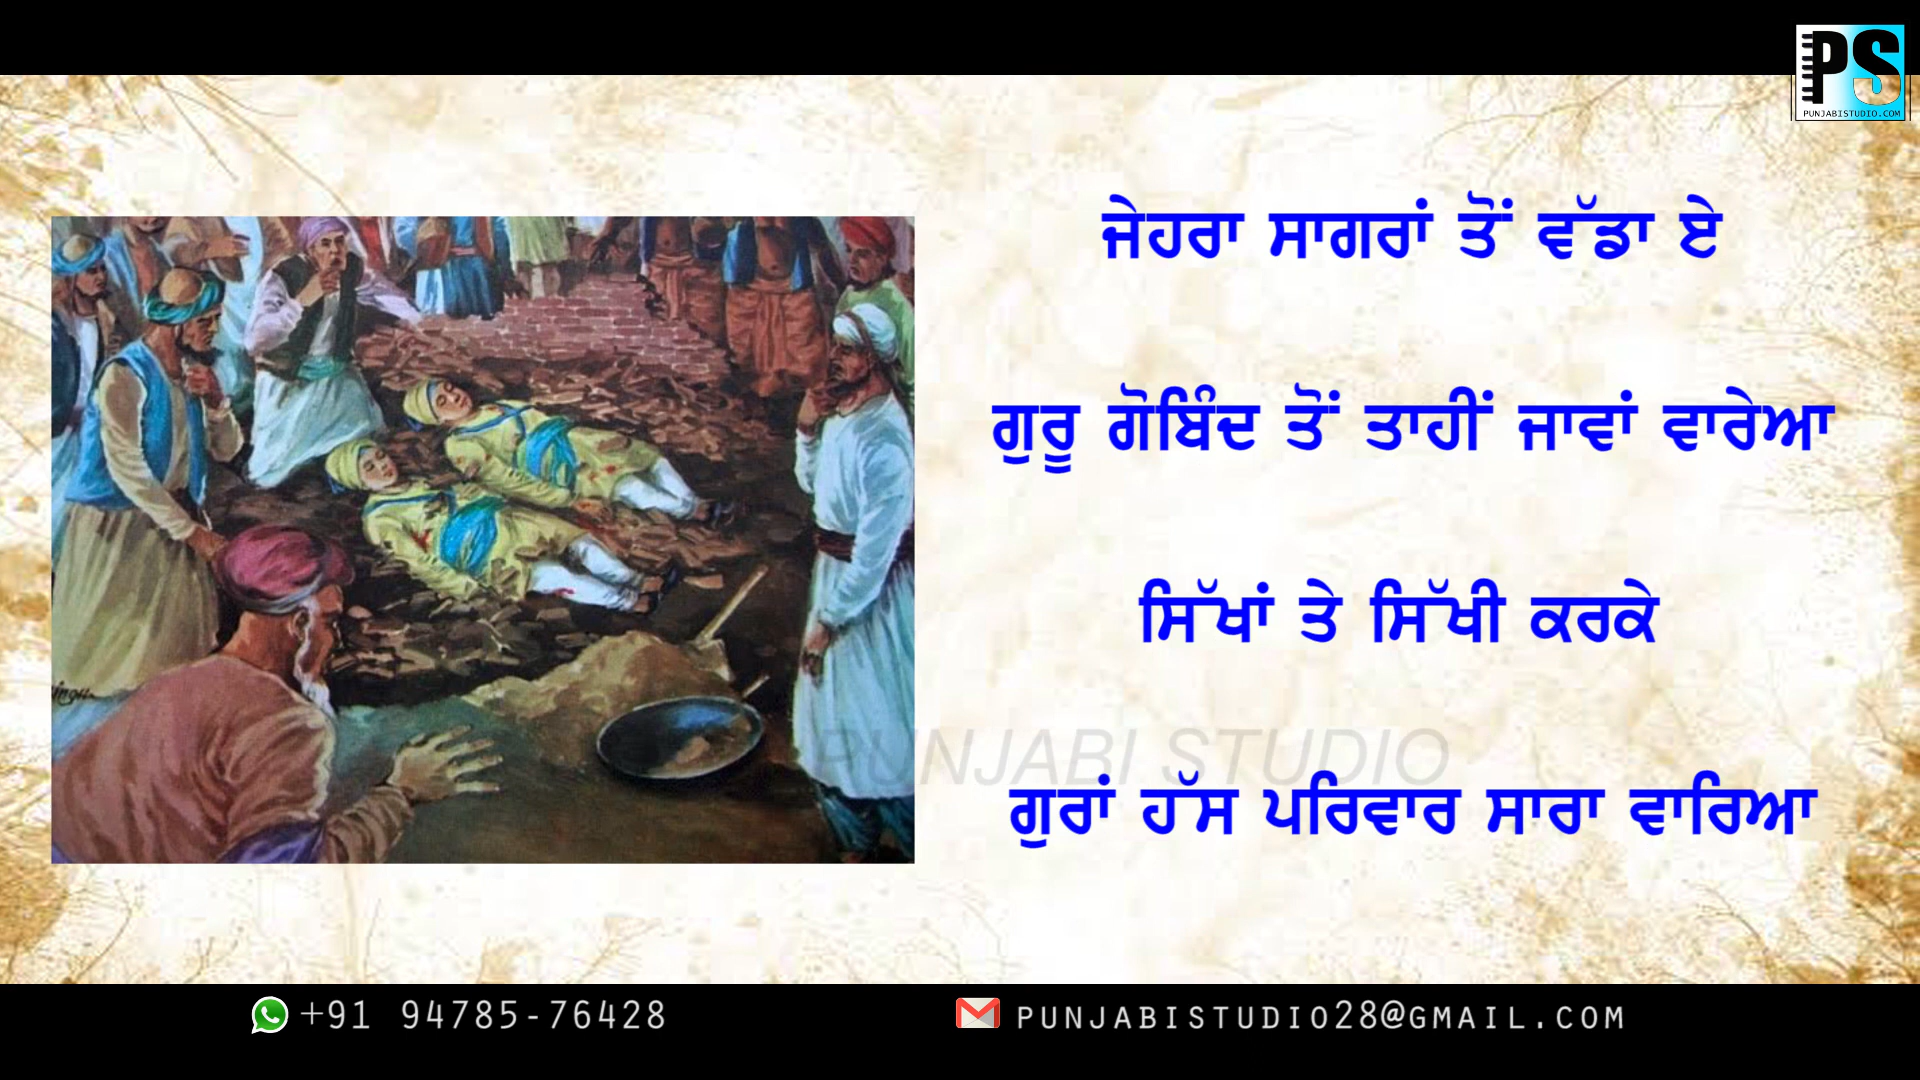 PS
PUNJABISTUDIO.COM
ਜੇਹਰਾ ਸਾਗਰਾਂ ਤੋਂ ਵੱਡਾ ਏ
ਗੁਰੂ ਗੋਬਿੰਦ ਤੋਂ ਤਾਹੀਂ ਜਾਵਾਂ ਵਾਰੇਆ
ਸਿੱਖਾਂ ਤੇ ਸਿੱਖੀ ਕਰਕੇ
PUNJABI STUDIO
ਗੁਰਾਂ ਹੱਸ ਪਰਿਵਾਰ ਸਾਰਾ ਵਾਰਿਆ
+91 94785-76428
PUNJABISTUDIO28@GMAIL.COM